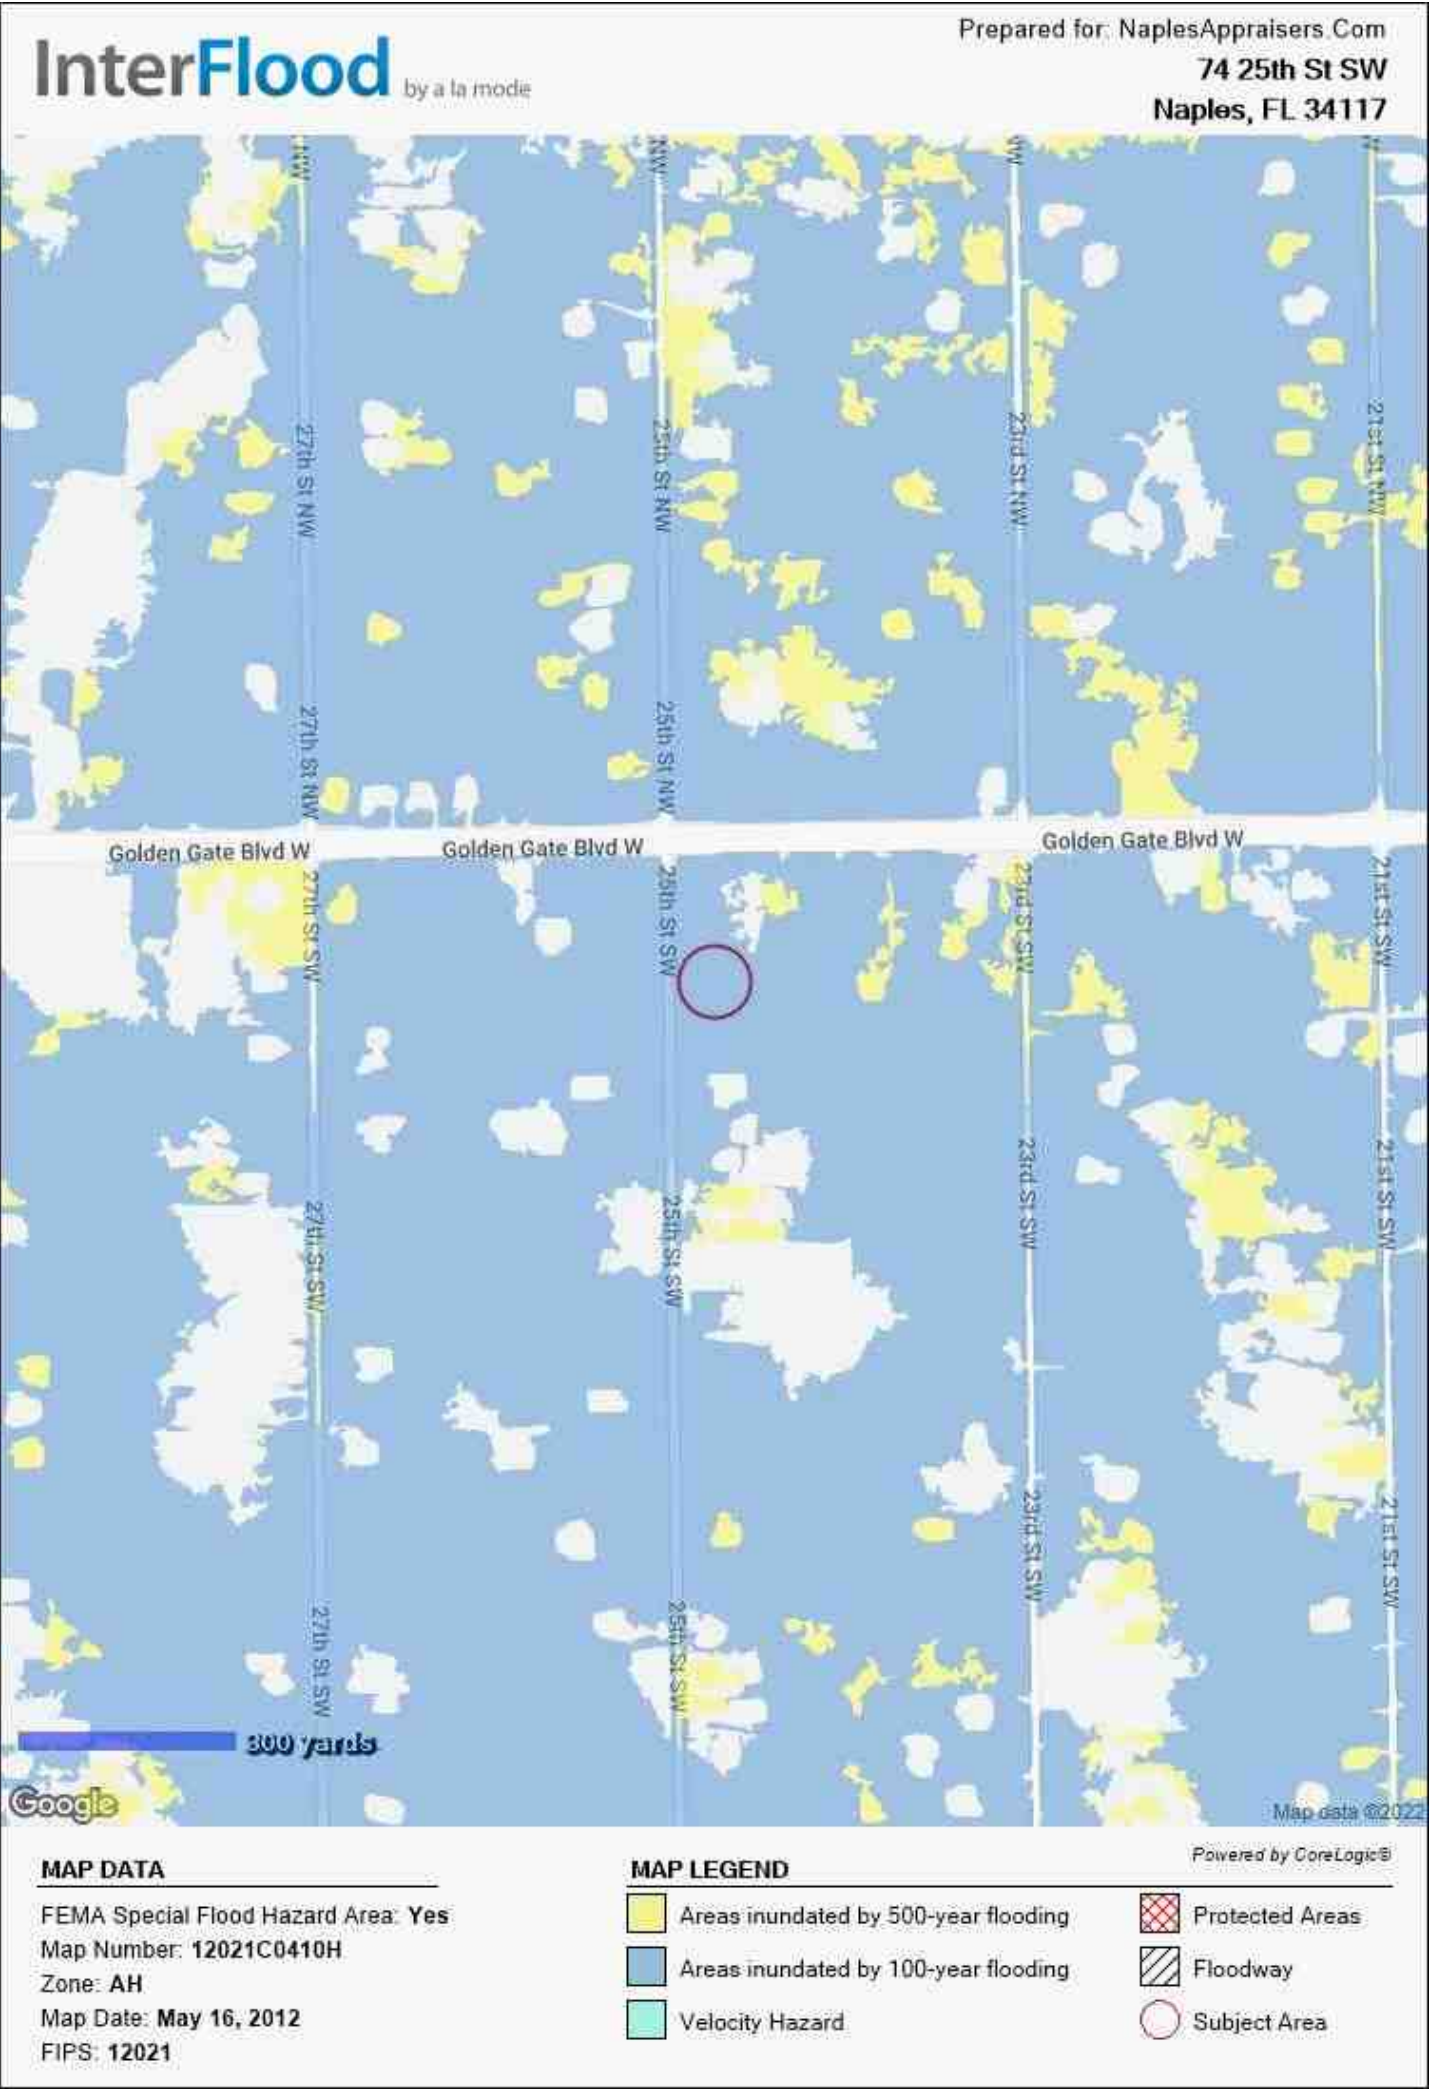 InterFlood by a la mode
Prepared for: NaplesAppraisers.Com
74 25th St SW
Naples, FL 34117
NW
NW
NW
27th St NW
25th St NW
23rd St NW
21st St NW
27th St NW
25th St NW
Golden Gate Blvd W
Golden Gate Blvd W
Golden Gate Blvd W
27th St SW
25th St SW
23rd St SW
21st St SW
27th St SW
25th St SW
23rd St SW
21st St SW
23rd St SW
21st St SW
27th St SW
25th St SW
800 yards
Google
Map data ©2022
Powered by CoreLogic®
MAP DATA
FEMA Special Flood Hazard Area: Yes
Map Number: 12021C0410H
Zone: AH
Map Date: May 16, 2012
FIPS: 12021
MAP LEGEND
Areas inundated by 500-year flooding
Areas inundated by 100-year flooding
Velocity Hazard
Protected Areas
Floodway
Subject Area